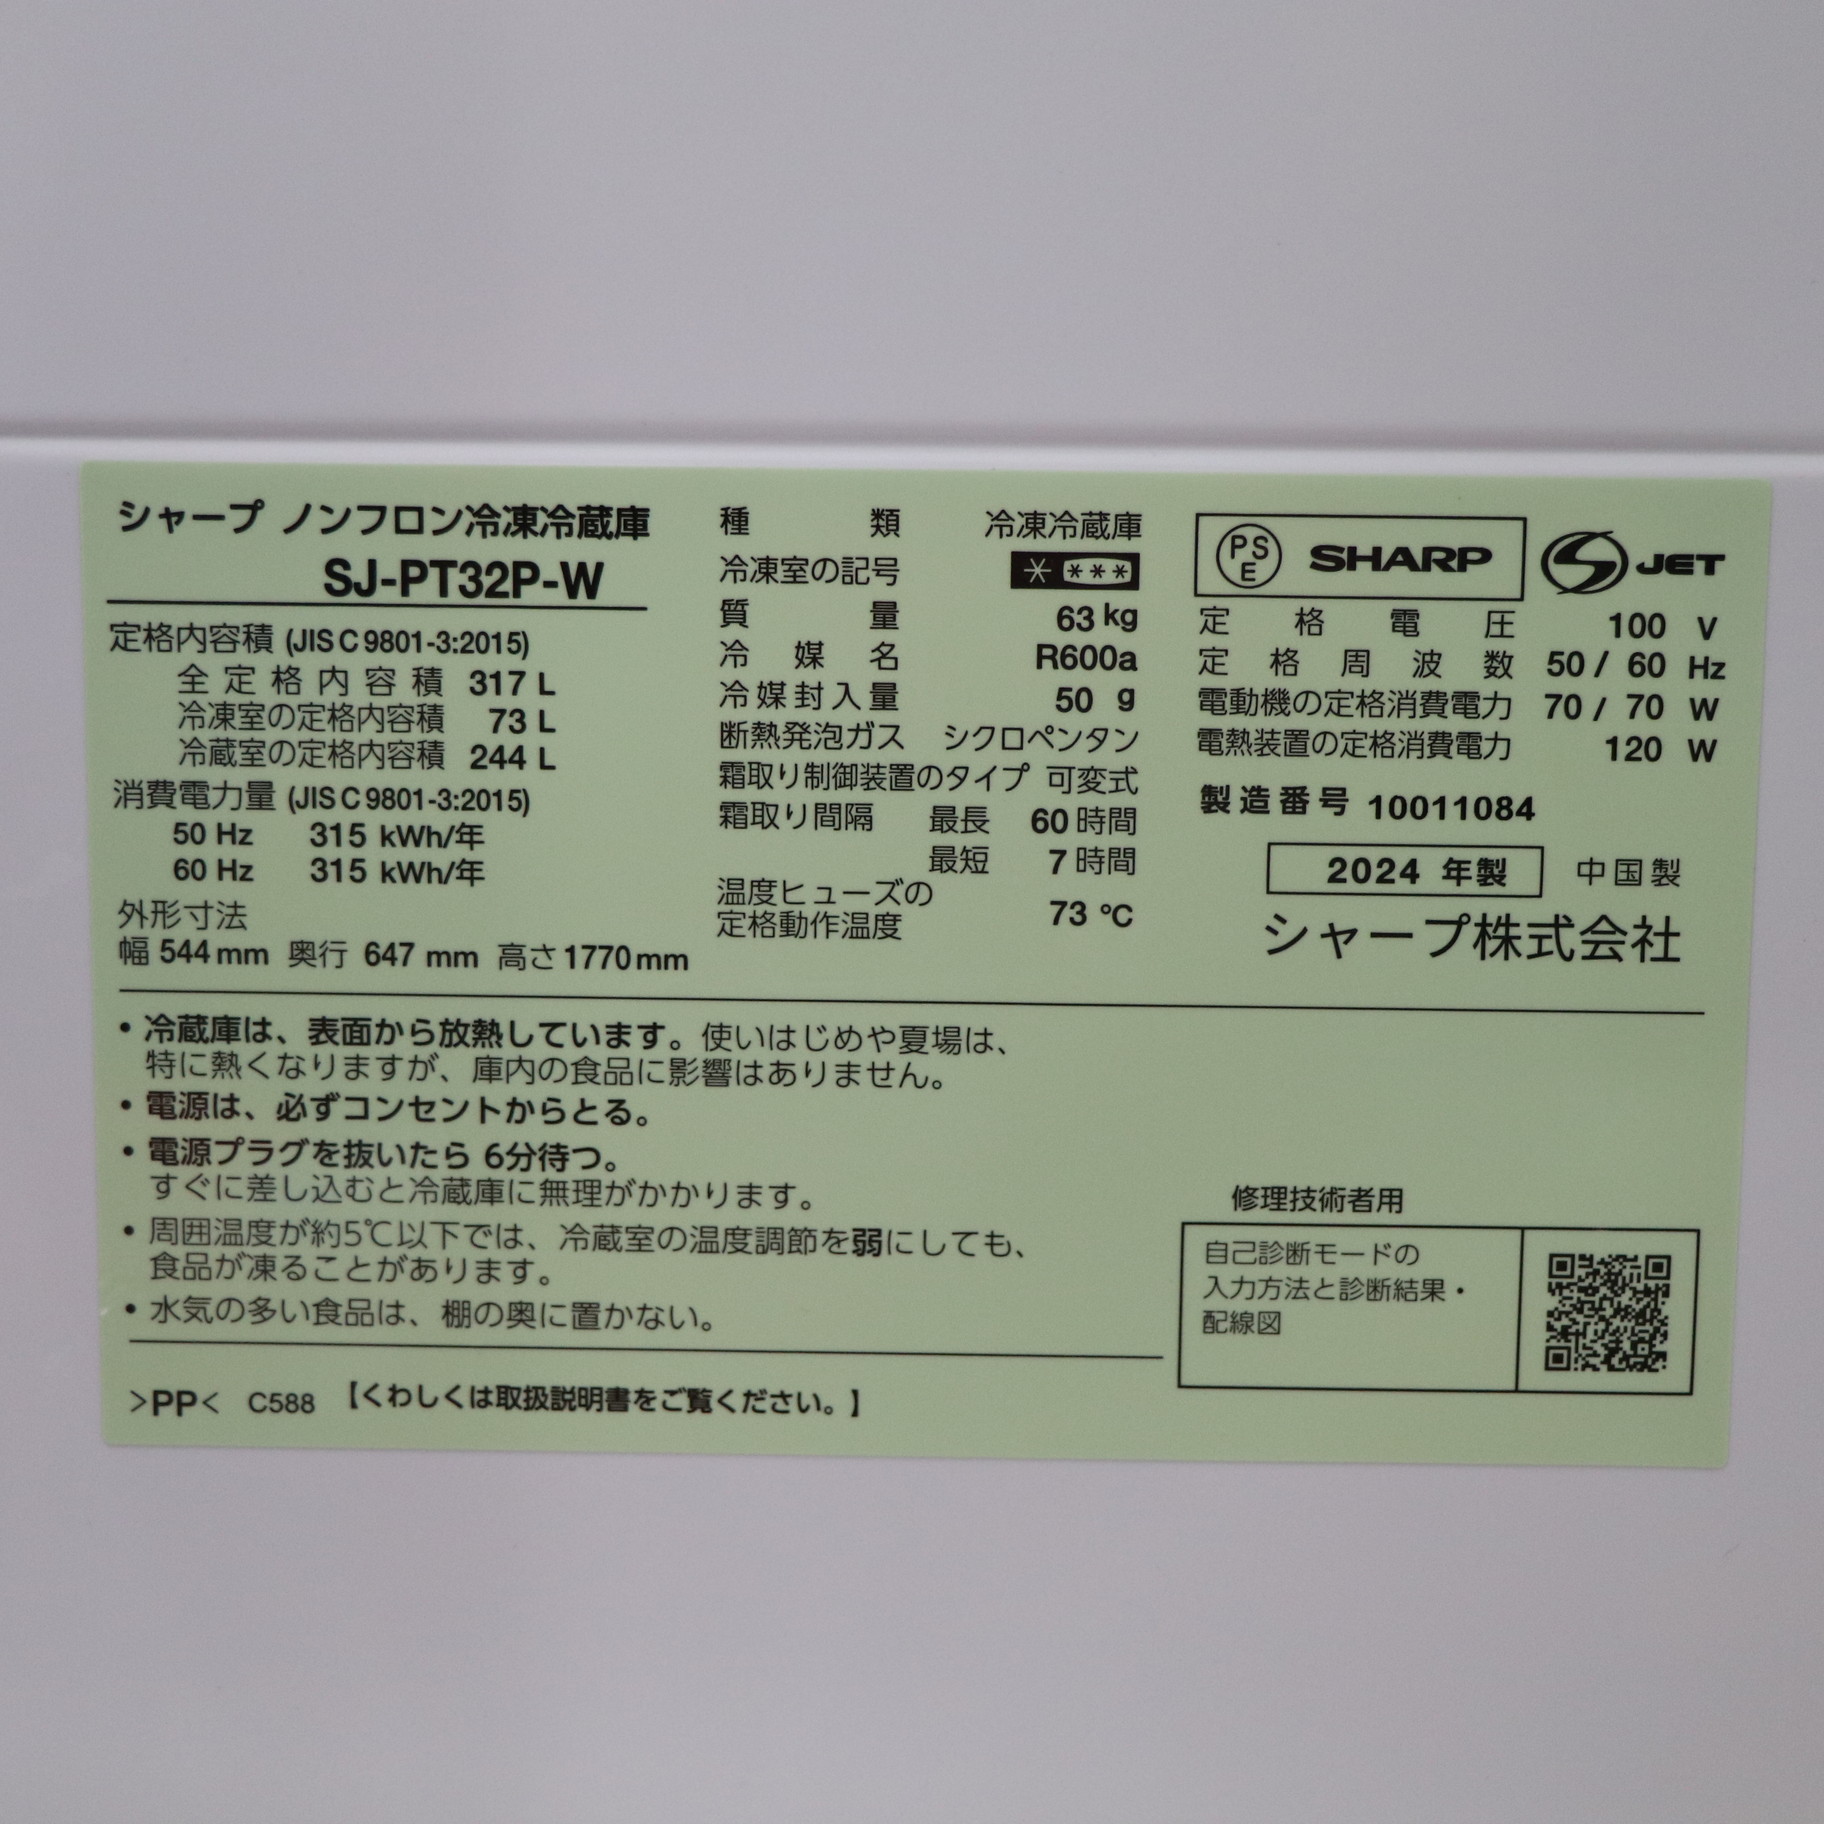 シャープ ノンフロン冷凍冷蔵庫
SJ-PT32P-W
定格内容積 (JIS C 9801-3:2015)
全定格内容積 317 L
冷凍室の定格内容積 73 L
冷蔵室の定格内容積 244 L
消費電力量 (JIS C 9801-3:2015)
50 Hz 315 kWh/年
60 Hz 315 kWh/年
外形寸法
幅 544 mm 奥行 647 mm 高さ 1770 mm
種類 冷凍冷蔵庫
冷凍室の記号 * ***
質量 63 kg
冷媒名 R600a
冷媒封入量 50 g
断熱発泡ガス シクロペンタン
霜取り制御装置のタイプ 可変式
霜取り間隔 最長 60 時間
最短 7 時間
温度ヒューズの
定格動作温度 73 ℃
PSE SHARP S JET
定格電圧 100 V
定格周波数 50 / 60 Hz
電動機の定格消費電力 70 / 70 W
電熱装置の定格消費電力 120 W
製造番号 10011084
2024 年製 中国製
シャープ株式会社
• 冷蔵庫は、表面から放熱しています。使いはじめや夏場は、
特に熱くなりますが、庫内の食品に影響はありません。
• 電源は、必ずコンセントからとる。
• 電源プラグを抜いたら 6分待つ。
すぐに差し込むと冷蔵庫に無理がかかります。
• 周囲温度が約5℃以下では、冷蔵室の温度調節を弱にしても、
食品が凍ることがあります。
• 水気の多い食品は、棚の奥に置かない。
>PP< C588 【くわしくは取扱説明書をご覧ください。】
修理技術者用
自己診断モードの
入力方法と診断結果・
配線図